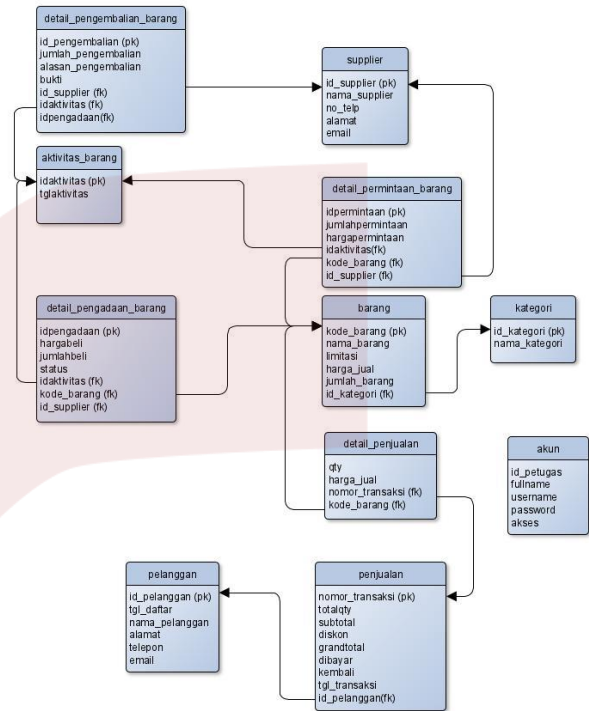 detail_pengembalian_barang
id_pengembalian (pk)
jumlah_pengembalian
alasan_pengembalian
bukti
id_supplier (fk)
idaktivitas (fk)
idpengadaan(fk)
supplier
id_supplier (pk)
nama_supplier
no_telp
alamat
email
aktivitas_barang
idaktivitas (pk)
tglaktivitas
detail_permintaan_barang
idpermintaan (pk)
jumlahpermintaan
hargapermintaan
idaktivitas(fk)
kode_barang (fk)
id_supplier (fk)
detail_pengadaan_barang
idpengadaan (pk)
hargabeli
jumlahbeli
status
idaktivitas (fk)
kode_barang (fk)
id_supplier (fk)
barang
kode_barang (pk)
nama_barang
limitasi
harga_jual
jumlah_barang
id_kategori (fk)
kategori
id_kategori (pk)
nama_kategori
detail_penjualan
qty
harga_jual
nomor_transaksi (fk)
kode_barang (fk)
akun
id_petugas
fullname
username
password
akses
pelanggan
id_pelanggan (pk)
tgl_daftar
nama_pelanggan
alamat
telepon
email
penjualan
nomor_transaksi (pk)
totalqty
subtotal
diskon
grandtotal
dibayar
kembali
tgl_transaksi
id_pelanggan(fk)